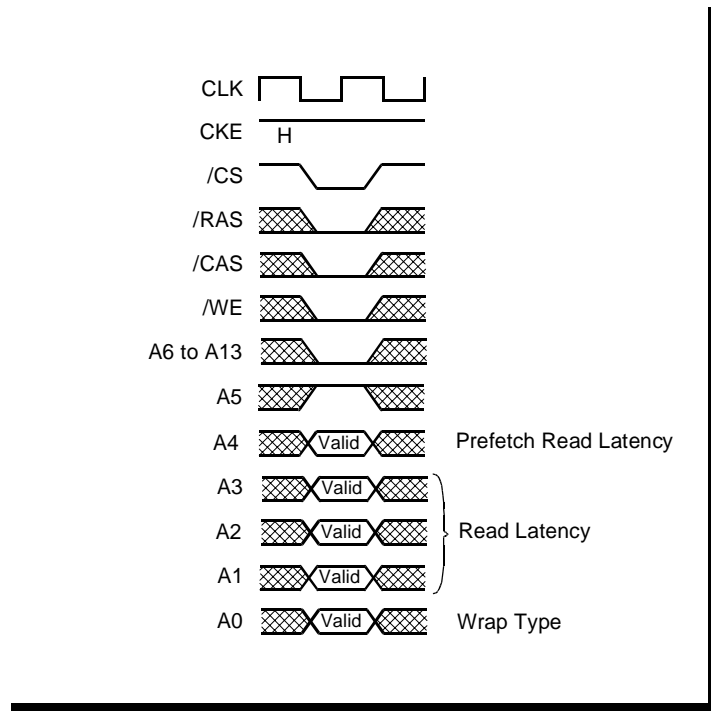 CLK
CKE H
/CS
/RAS
/CAS
/WE
A6 to A13
A5
A4 Valid Prefetch Read Latency
A3 Valid
A2 Valid Read Latency
A1 Valid
A0 Valid Wrap Type